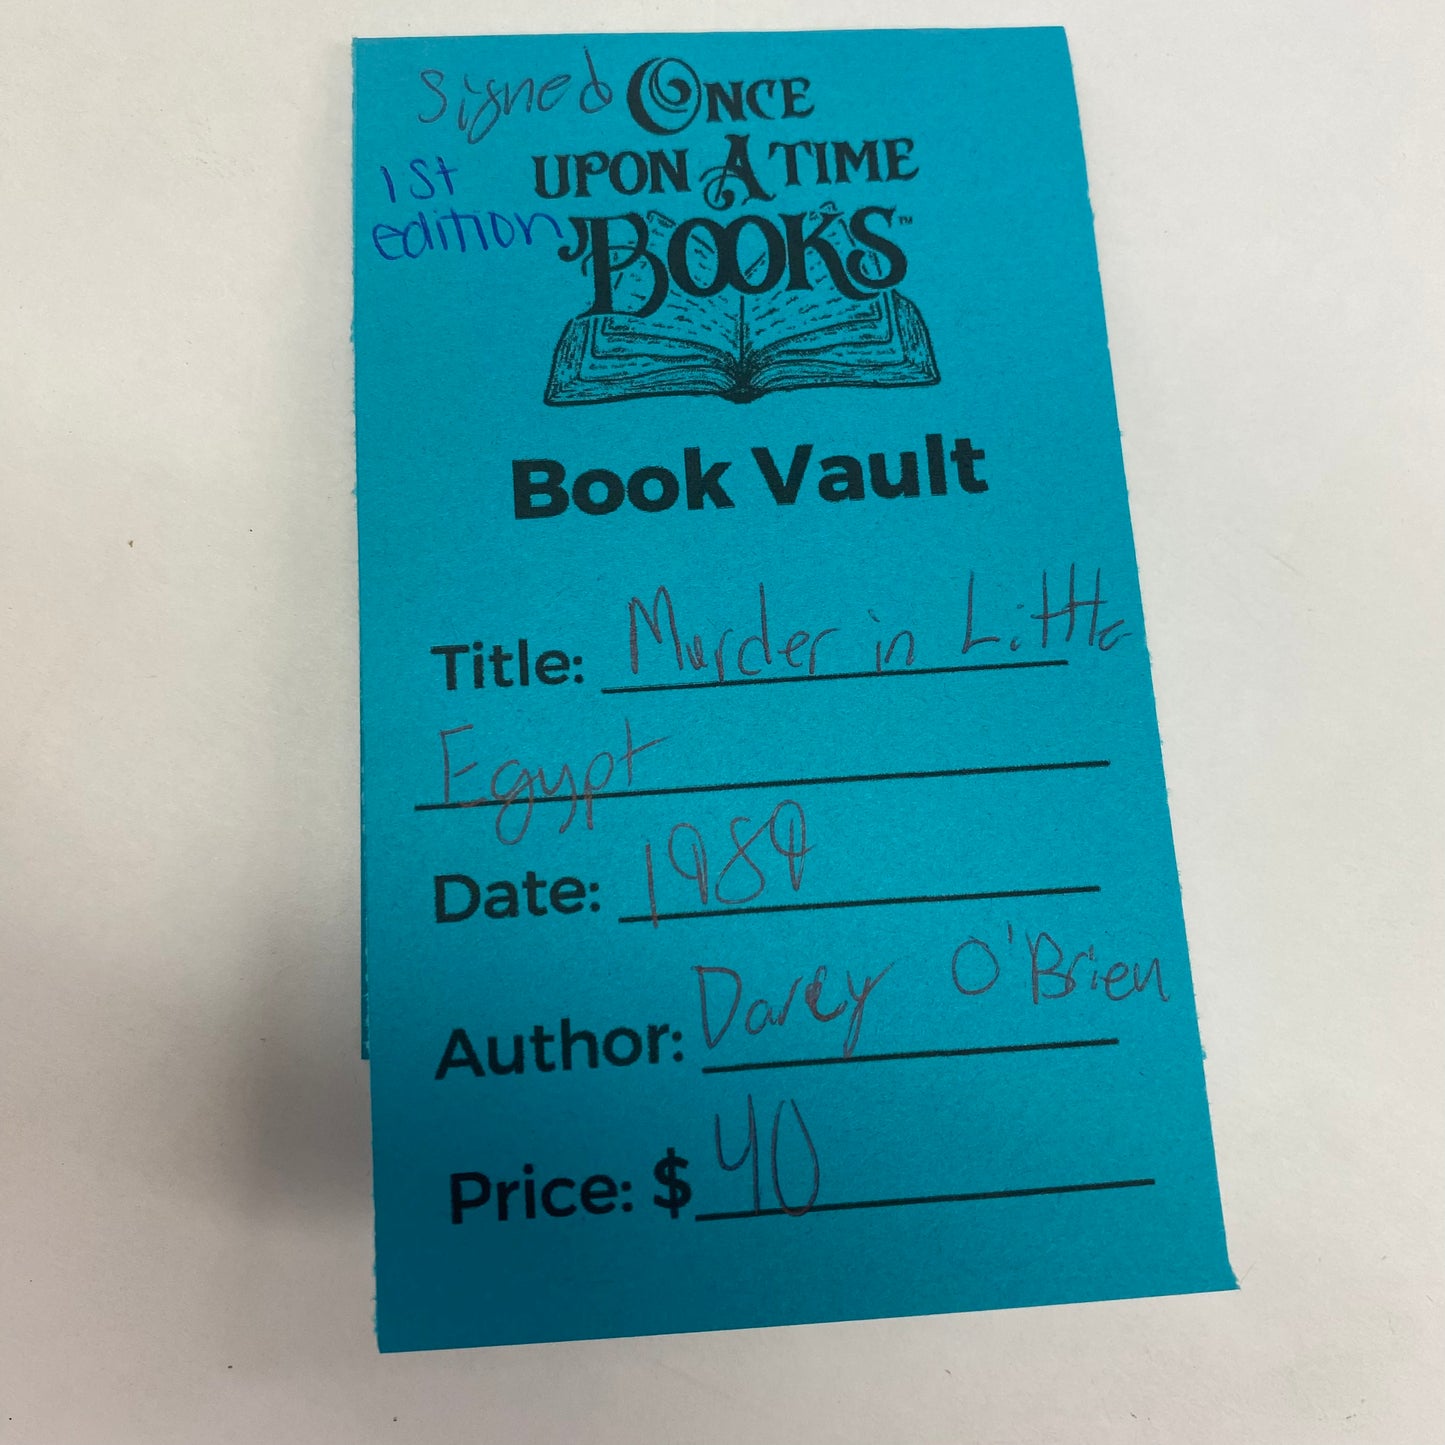 Signed
1st
edition
ONCE
UPON A TIME
BOOKS™
Book Vault
Title: Murder in Little
Egypt
Date: 1989
Author: Darcy O'Brien
Price: $40